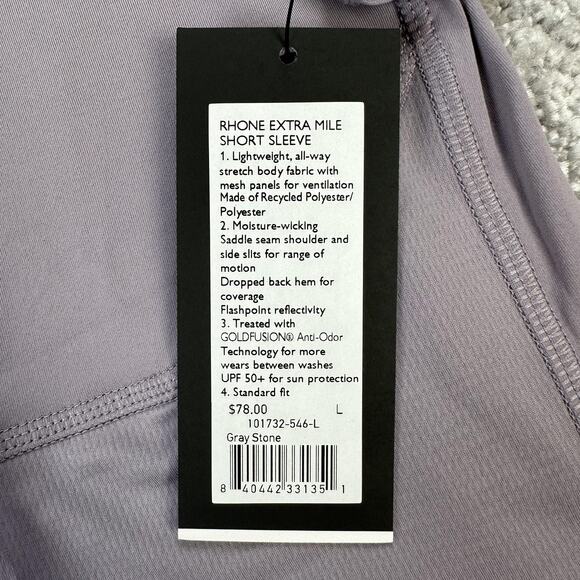 RHONE EXTRA MILE
SHORT SLEEVE
1. Lightweight, all-way
stretch body fabric with
mesh panels for ventilation
Made of Recycled Polyester/
Polyester
2. Moisture-wicking
Saddle seam shoulder and
side slits for range of
motion
Dropped back hem for
coverage
Flashpoint reflectivity
3. Treated with
GOLDFUSION® Anti-Odor
Technology for more
wears between washes
UPF 50+ for sun protection
4. Standard fit
$78.00 L
101732-546-L
Gray Stone
8 40442 33135 1